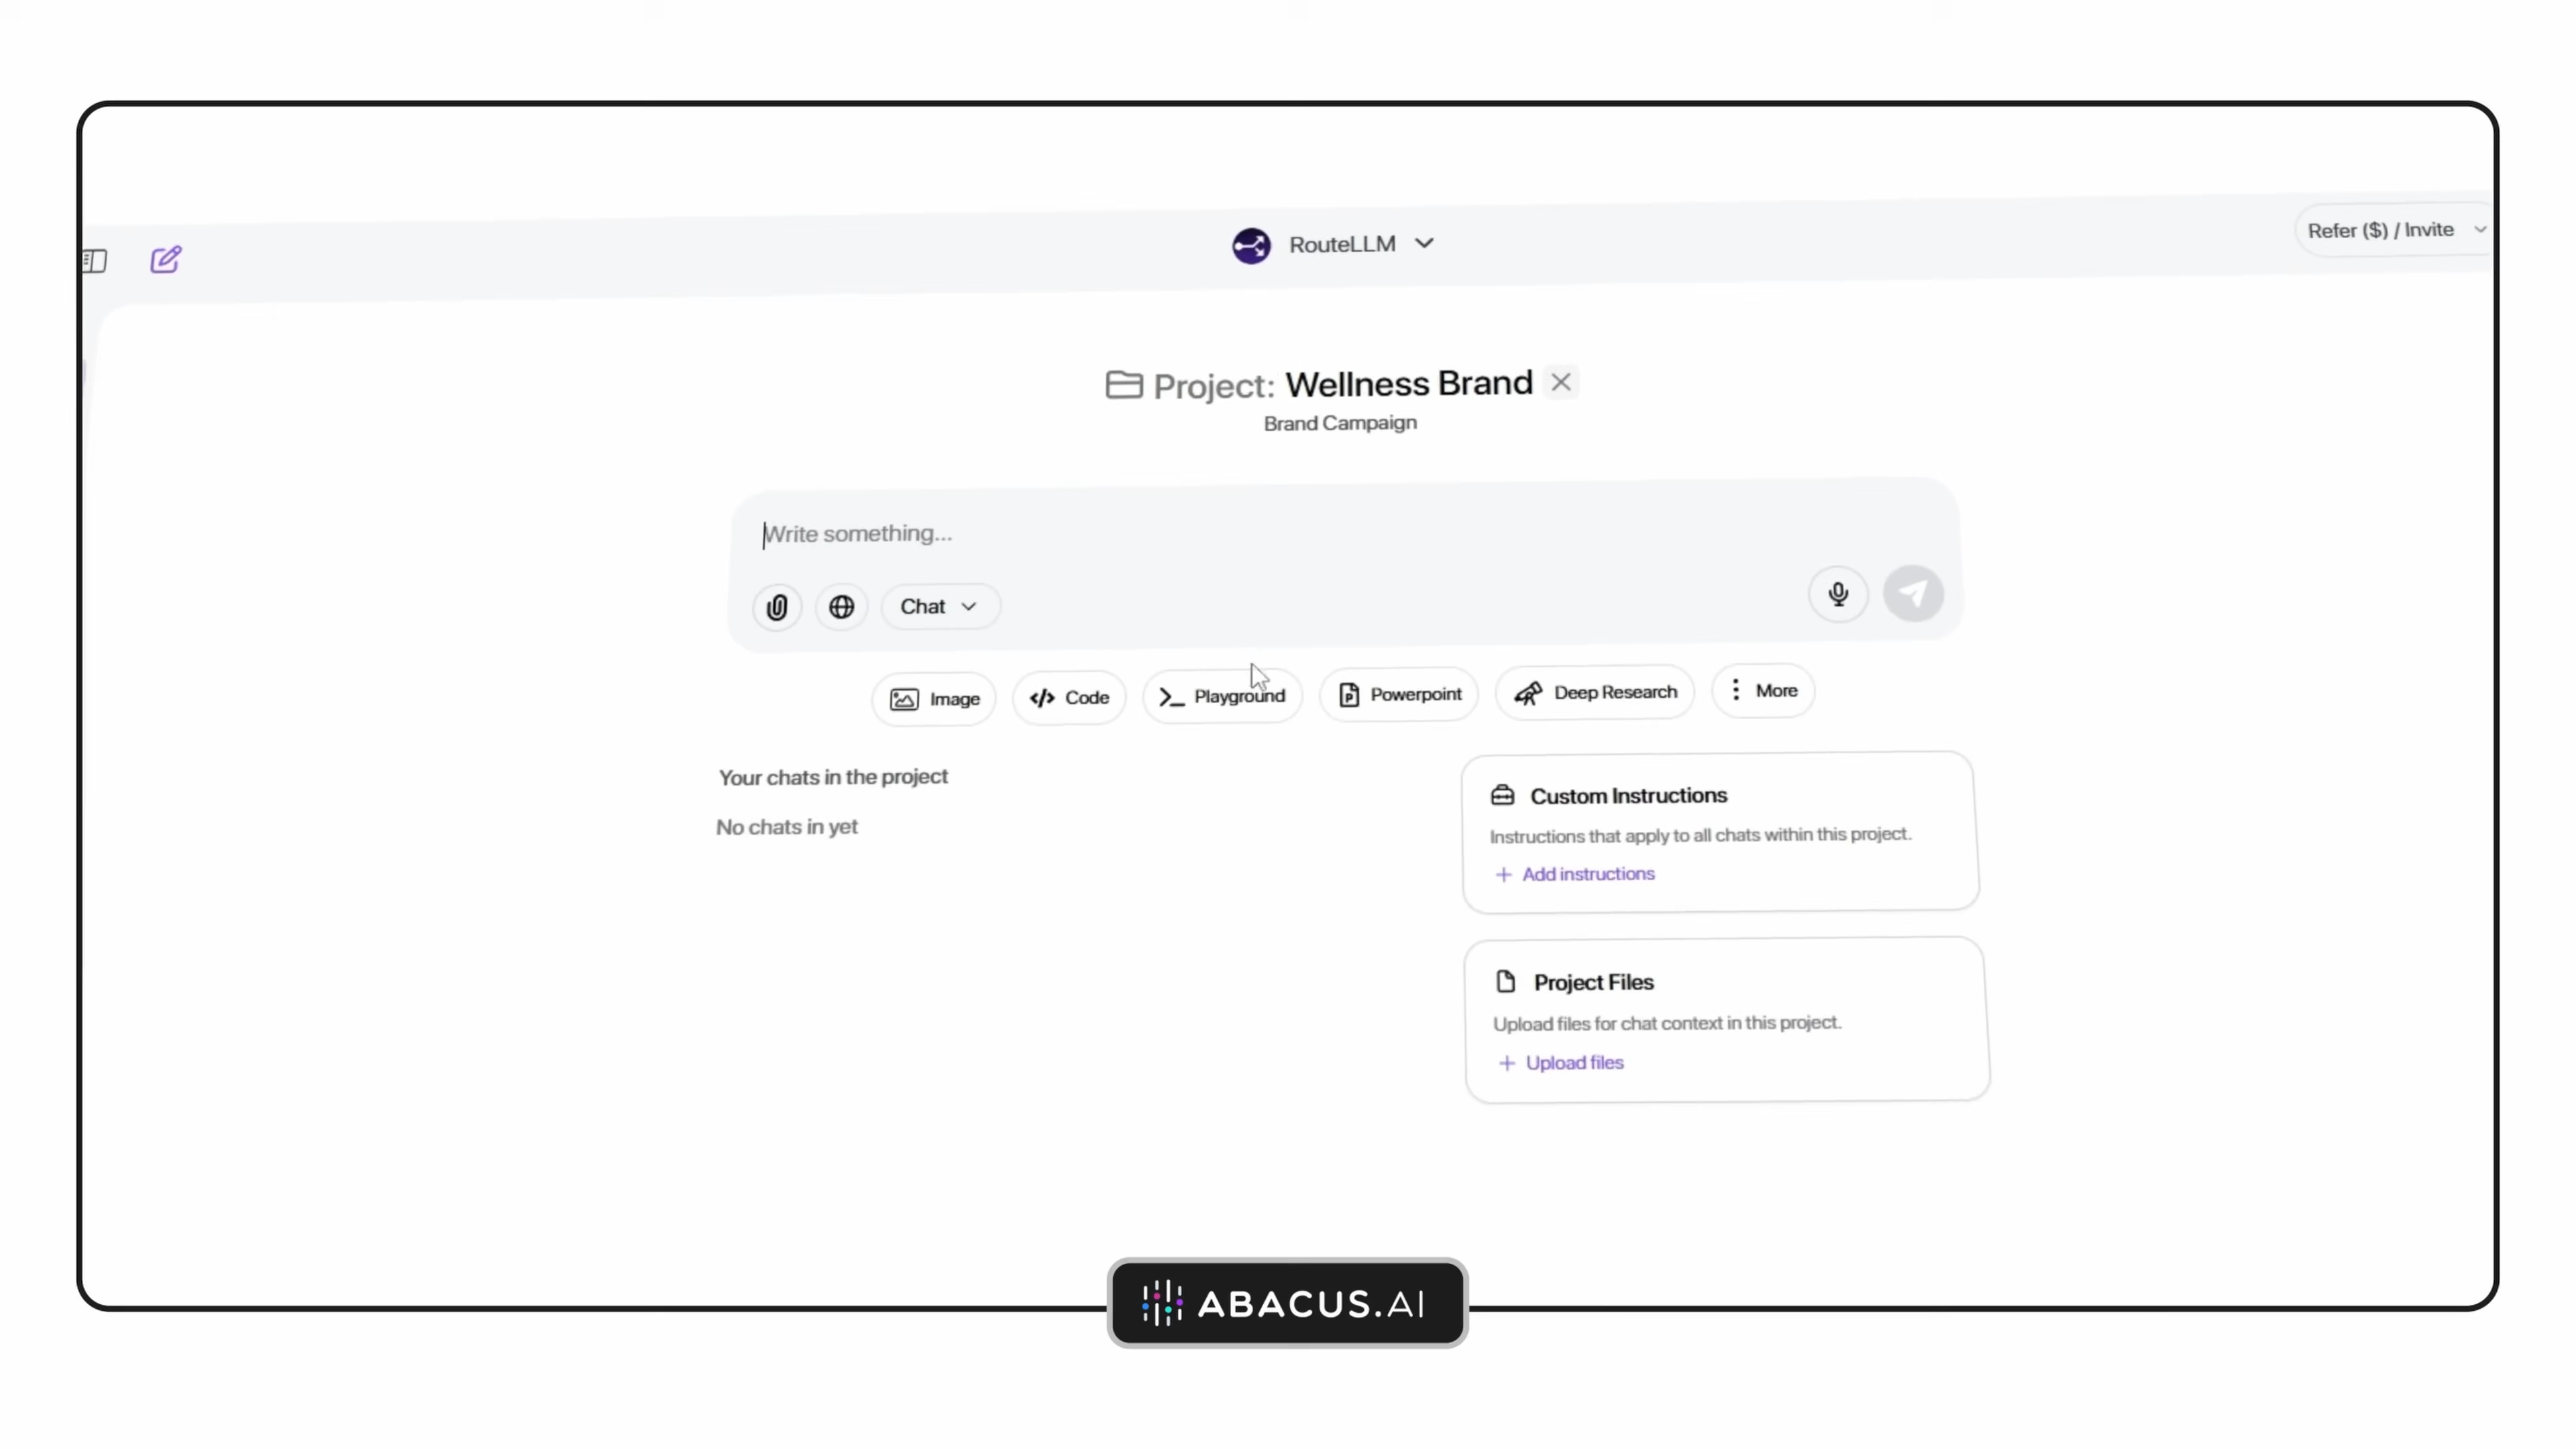 RouteLLM
Refer ($) / Invite
Project: Wellness Brand
Brand Campaign
Write something...
Chat
Image
Code
Playground
Powerpoint
Deep Research
More
Your chats in the project
No chats in yet
Custom Instructions
Instructions that apply to all chats within this project.
+ Add instructions
Project Files
Upload files for chat context in this project.
+ Upload files
ABACUS.AI